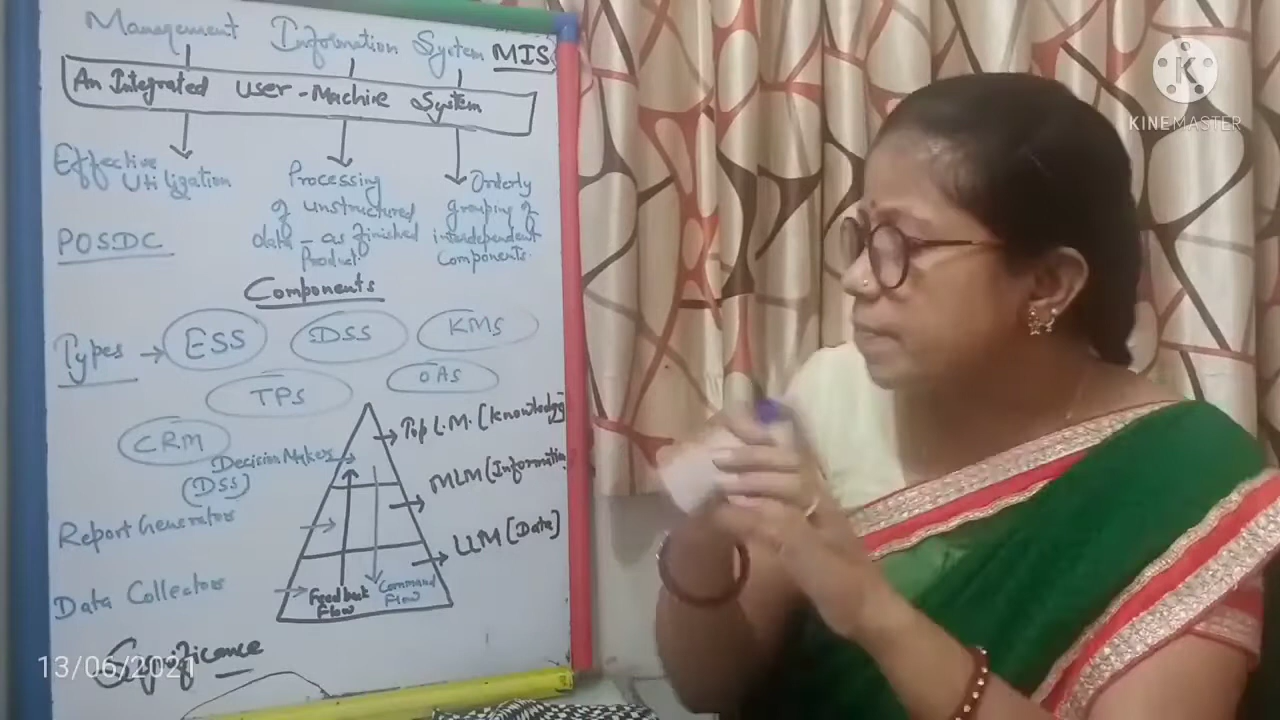 Management Information System MIS
An Integrated User-Machine System
Effective
Utilization
POSDC
Processing
of unstructured
data - as finished
Product.
Orderly
grouping of
interdependent
Components.
Components
Types → ESS DSS KMS
TPS OAS
CRM
Top L.M. [Knowledge
Decision Makers
(DSS)
MLM [Information
Report Generators
LLM [Data]
Data Collectors
Feedback
Flow
Command
Flow
Significance
13/06/2021
K
KINEMASTER